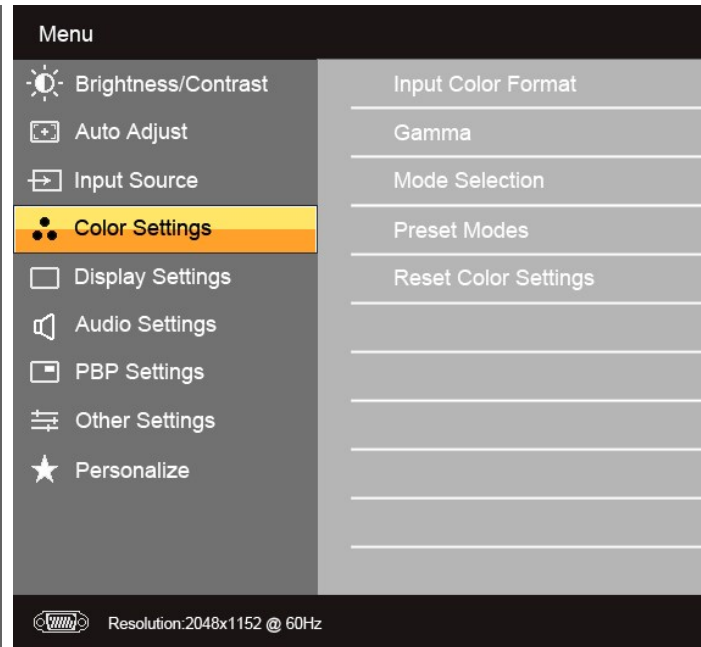 Menu
Brightness/Contrast
Auto Adjust
Input Source
Color Settings
Display Settings
Audio Settings
PBP Settings
Other Settings
Personalize
Input Color Format
Gamma
Mode Selection
Preset Modes
Reset Color Settings
Resolution:2048x1152 @ 60Hz